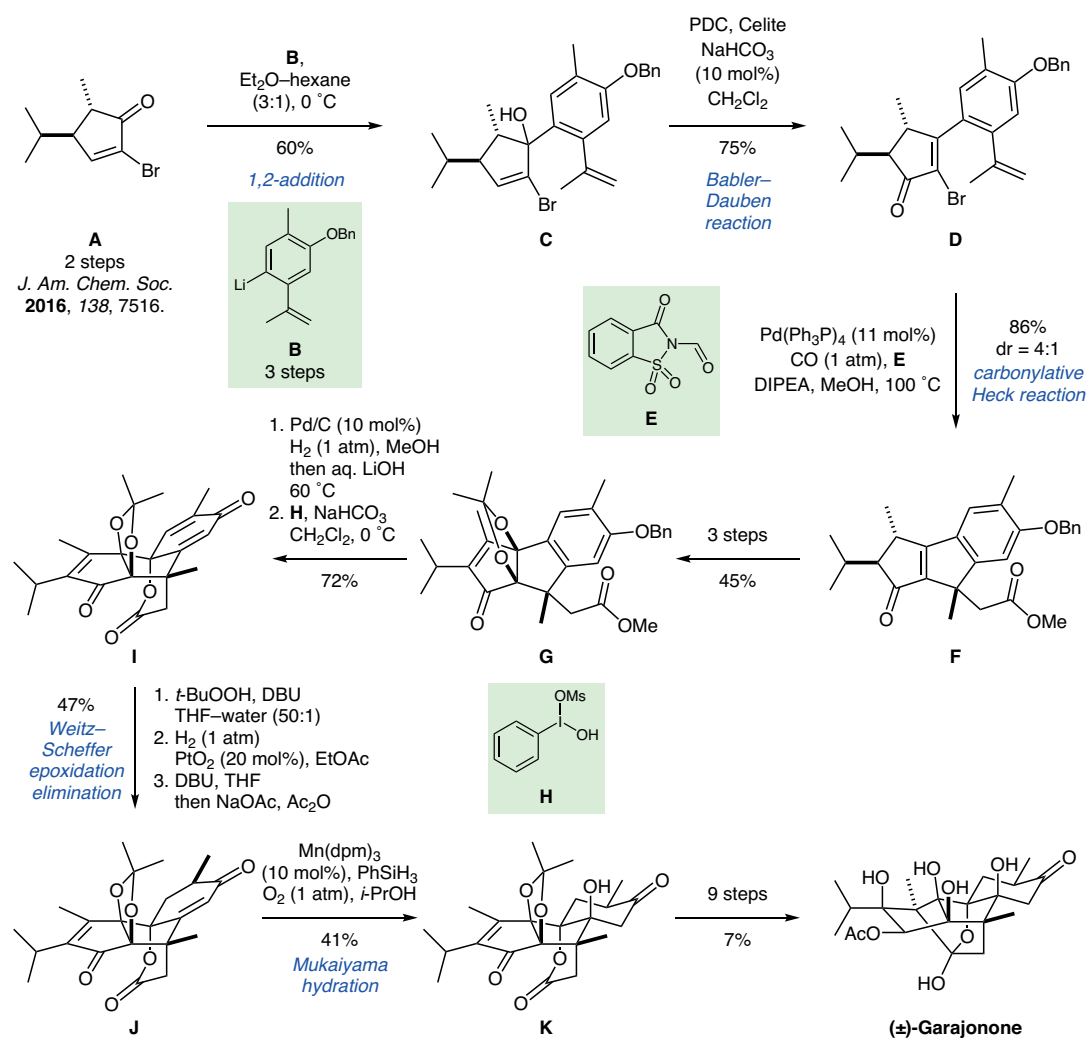 B,
Et2O–hexane
(3:1), 0 ˚C
60%
1,2-addition
PDC, Celite
NaHCO3
(10 mol%)
CH2Cl2
75%
Babler–
Dauben
reaction
O
Br
A
2 steps
J. Am. Chem. Soc.
2016, 138, 7516.
OBn
Li
B
3 steps
HO
OBn
Br
C
OBn
O
Br
D
O
N
S
O
O
O
E
Pd(Ph3P)4 (11 mol%)
CO (1 atm), E
DIPEA, MeOH, 100 ˚C
86%
dr = 4:1
carbonylative
Heck reaction
1. Pd/C (10 mol%)
H2 (1 atm), MeOH
then aq. LiOH
60 ˚C
2. H, NaHCO3
CH2Cl2, 0 ˚C
72%
3 steps
45%
O
O
O
O
O
O
I
O
O
OBn
O
O
OMe
G
OBn
O
O
OMe
F
47%
Weitz–
Scheffer
epoxidation
elimination
1. t-BuOOH, DBU
THF–water (50:1)
2. H2 (1 atm)
PtO2 (20 mol%), EtOAc
3. DBU, THF
then NaOAc, Ac2O
OMs
I
OH
H
O
O
O
O
O
O
J
Mn(dpm)3
(10 mol%), PhSiH3
O2 (1 atm), i-PrOH
41%
Mukaiyama
hydration
O
O
HO
O
O
O
O
K
9 steps
7%
HO
HO
OH
HO
O
AcO
O
HO
(±)-Garajonone